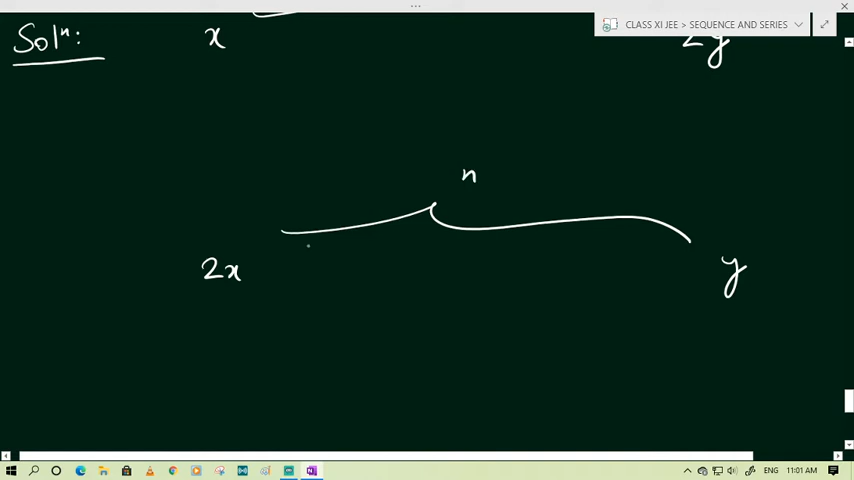 ...
CLASS XI JEE > SEQUENCE AND SERIES
Solⁿ: x 2y
n
2x y
ENG 11:01 AM